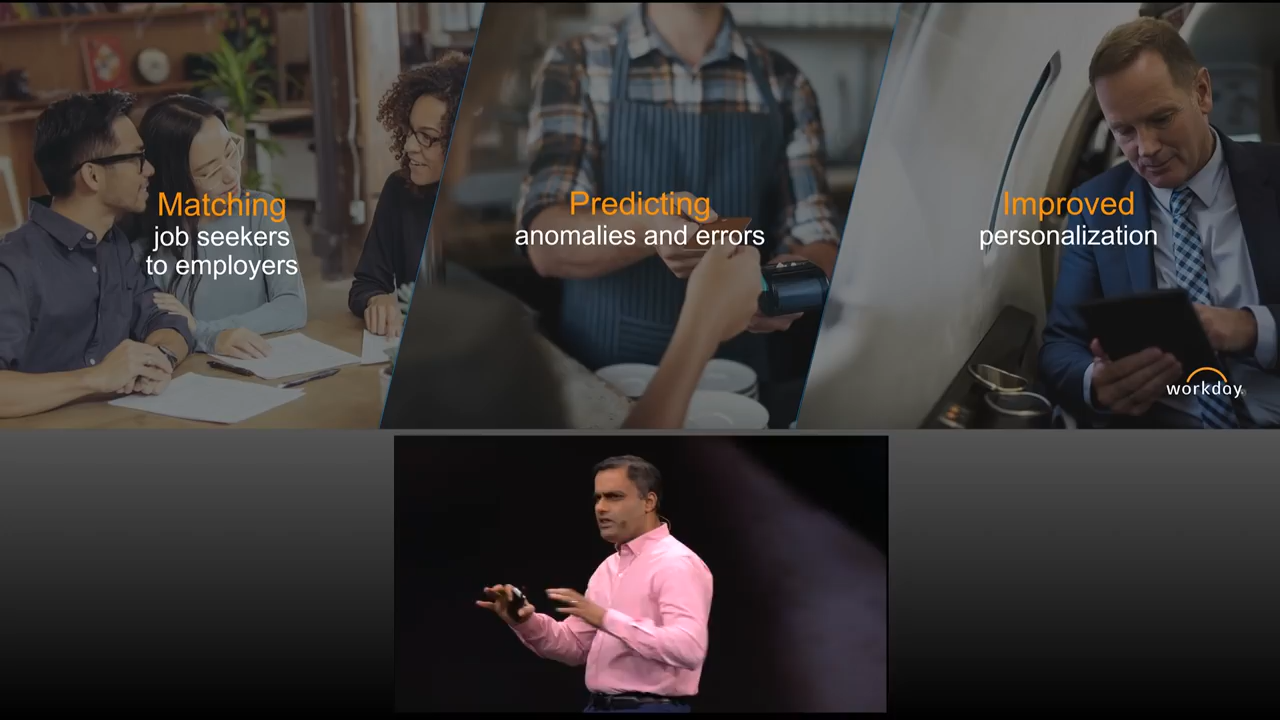 Matching
job seekers
to employers
Predicting
anomalies and errors
Improved
personalization
workday